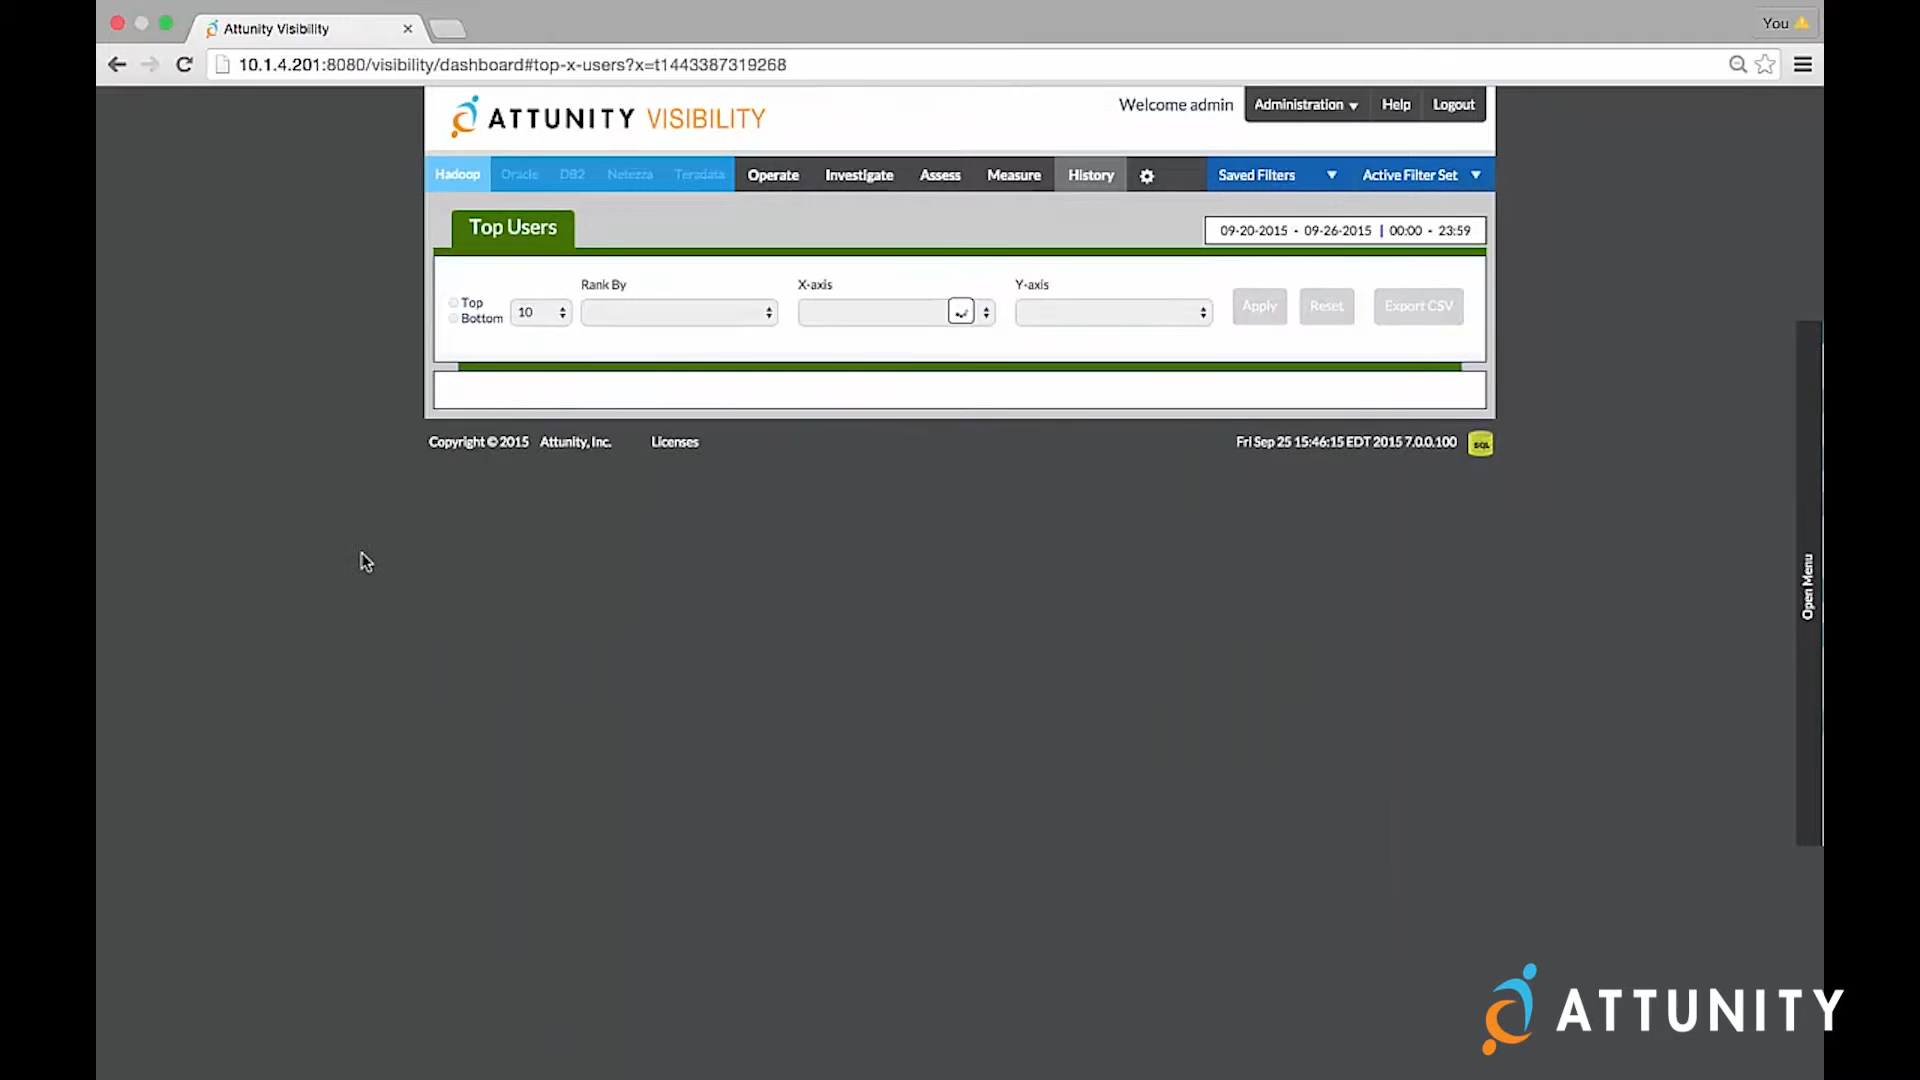 Attunity Visibility
You
10.1.4.201:8080/visibility/dashboard#top-x-users?x=t1443387319268
ATTUNITY VISIBILITY
Welcome admin
Administration
Help
Logout
Hadoop
Oracle
DB2
Netezza
Teradata
Operate
Investigate
Assess
Measure
History
Saved Filters
Active Filter Set
Top Users
09-20-2015 - 09-26-2015 | 00:00 - 23:59
Rank By
X-axis
Y-axis
Top
Bottom
10
Apply
Reset
Export CSV
Copyright © 2015 Attunity, Inc.
Licenses
Fri Sep 25 15:46:15 EDT 2015 7.0.0.100
SQL
Open Menu
ATTUNITY